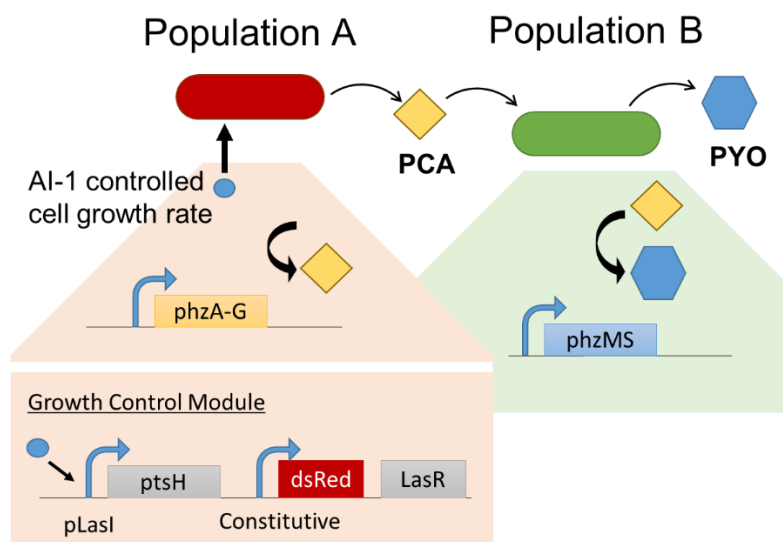 Population A
Population B
PCA
PYO
AI-1 controlled
cell growth rate
phzA-G
phzMS
Growth Control Module
ptsH
dsRed
LasR
pLasI
Constitutive